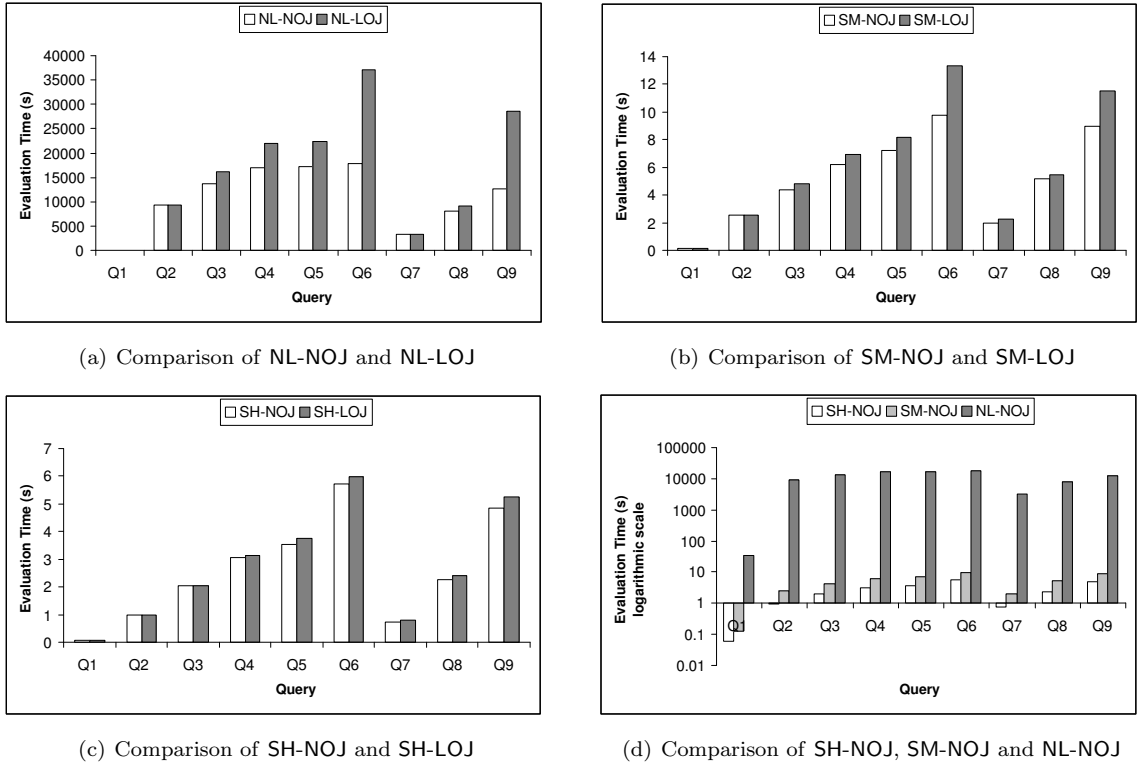 NL-NOJ NL-LOJ
40000
35000
30000
25000
20000
15000
10000
5000
0
Evaluation Time (s)
Q1 Q2 Q3 Q4 Q5 Q6 Q7 Q8 Q9
Query
(a) Comparison of NL-NOJ and NL-LOJ
SM-NOJ SM-LOJ
14
12
10
8
6
4
2
0
Evaluation Time (s)
Q1 Q2 Q3 Q4 Q5 Q6 Q7 Q8 Q9
Query
(b) Comparison of SM-NOJ and SM-LOJ
SH-NOJ SH-LOJ
7
6
5
4
3
2
1
0
Evaluation Time (s)
Q1 Q2 Q3 Q4 Q5 Q6 Q7 Q8 Q9
Query
(c) Comparison of SH-NOJ and SH-LOJ
SH-NOJ SM-NOJ NL-NOJ
100000
10000
1000
100
10
1
0.1
0.01
Evaluation Time (s)
logarithmic scale
Q1 Q2 Q3 Q4 Q5 Q6 Q7 Q8 Q9
Query
(d) Comparison of SH-NOJ, SM-NOJ and NL-NOJ